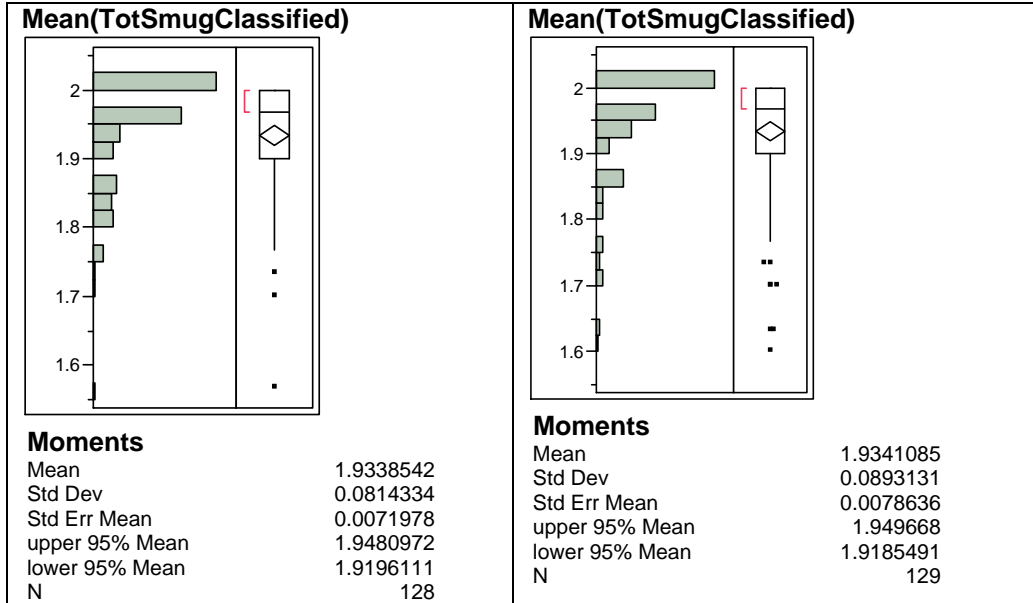 Mean(TotSmugClassified)
2
1.9
1.8
1.7
1.6
Moments
Mean 1.9338542
Std Dev 0.0814334
Std Err Mean 0.0071978
upper 95% Mean 1.9480972
lower 95% Mean 1.9196111
N 128
Mean(TotSmugClassified)
2
1.9
1.8
1.7
1.6
Moments
Mean 1.9341085
Std Dev 0.0893131
Std Err Mean 0.0078636
upper 95% Mean 1.949668
lower 95% Mean 1.9185491
N 129